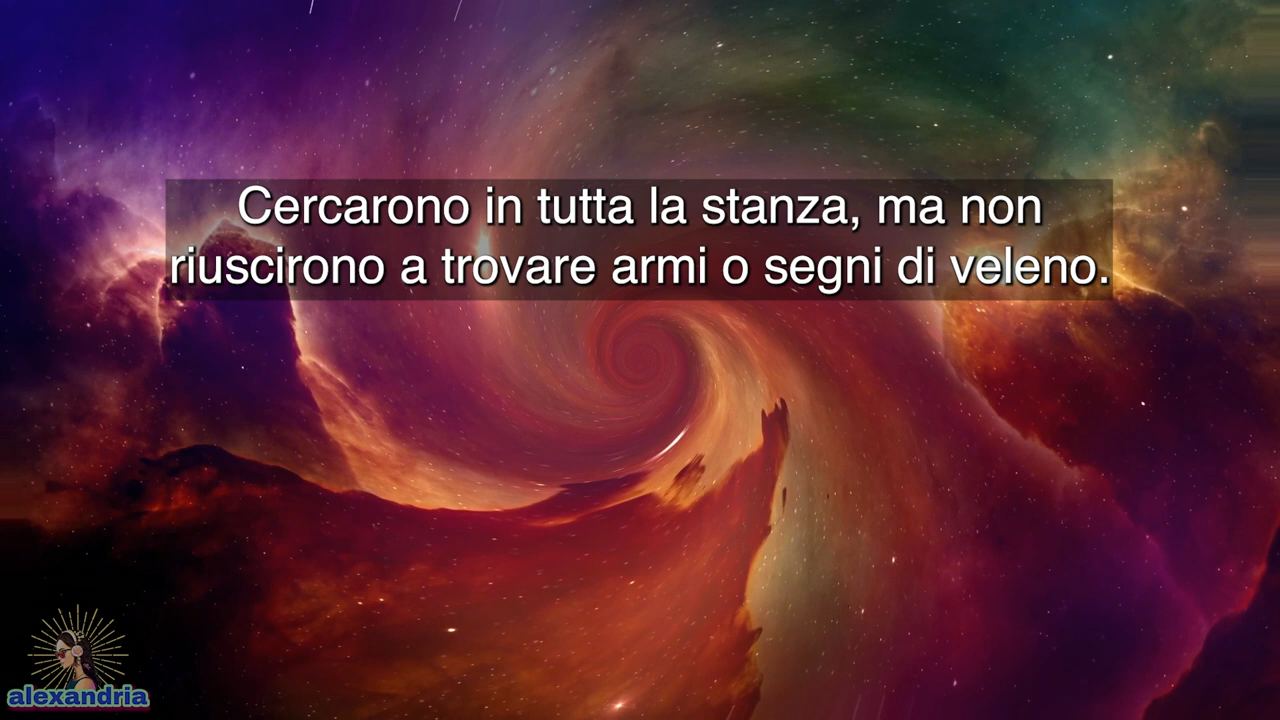 Cercarono in tutta la stanza, ma non
riuscirono a trovare armi o segni di veleno.
alexandria